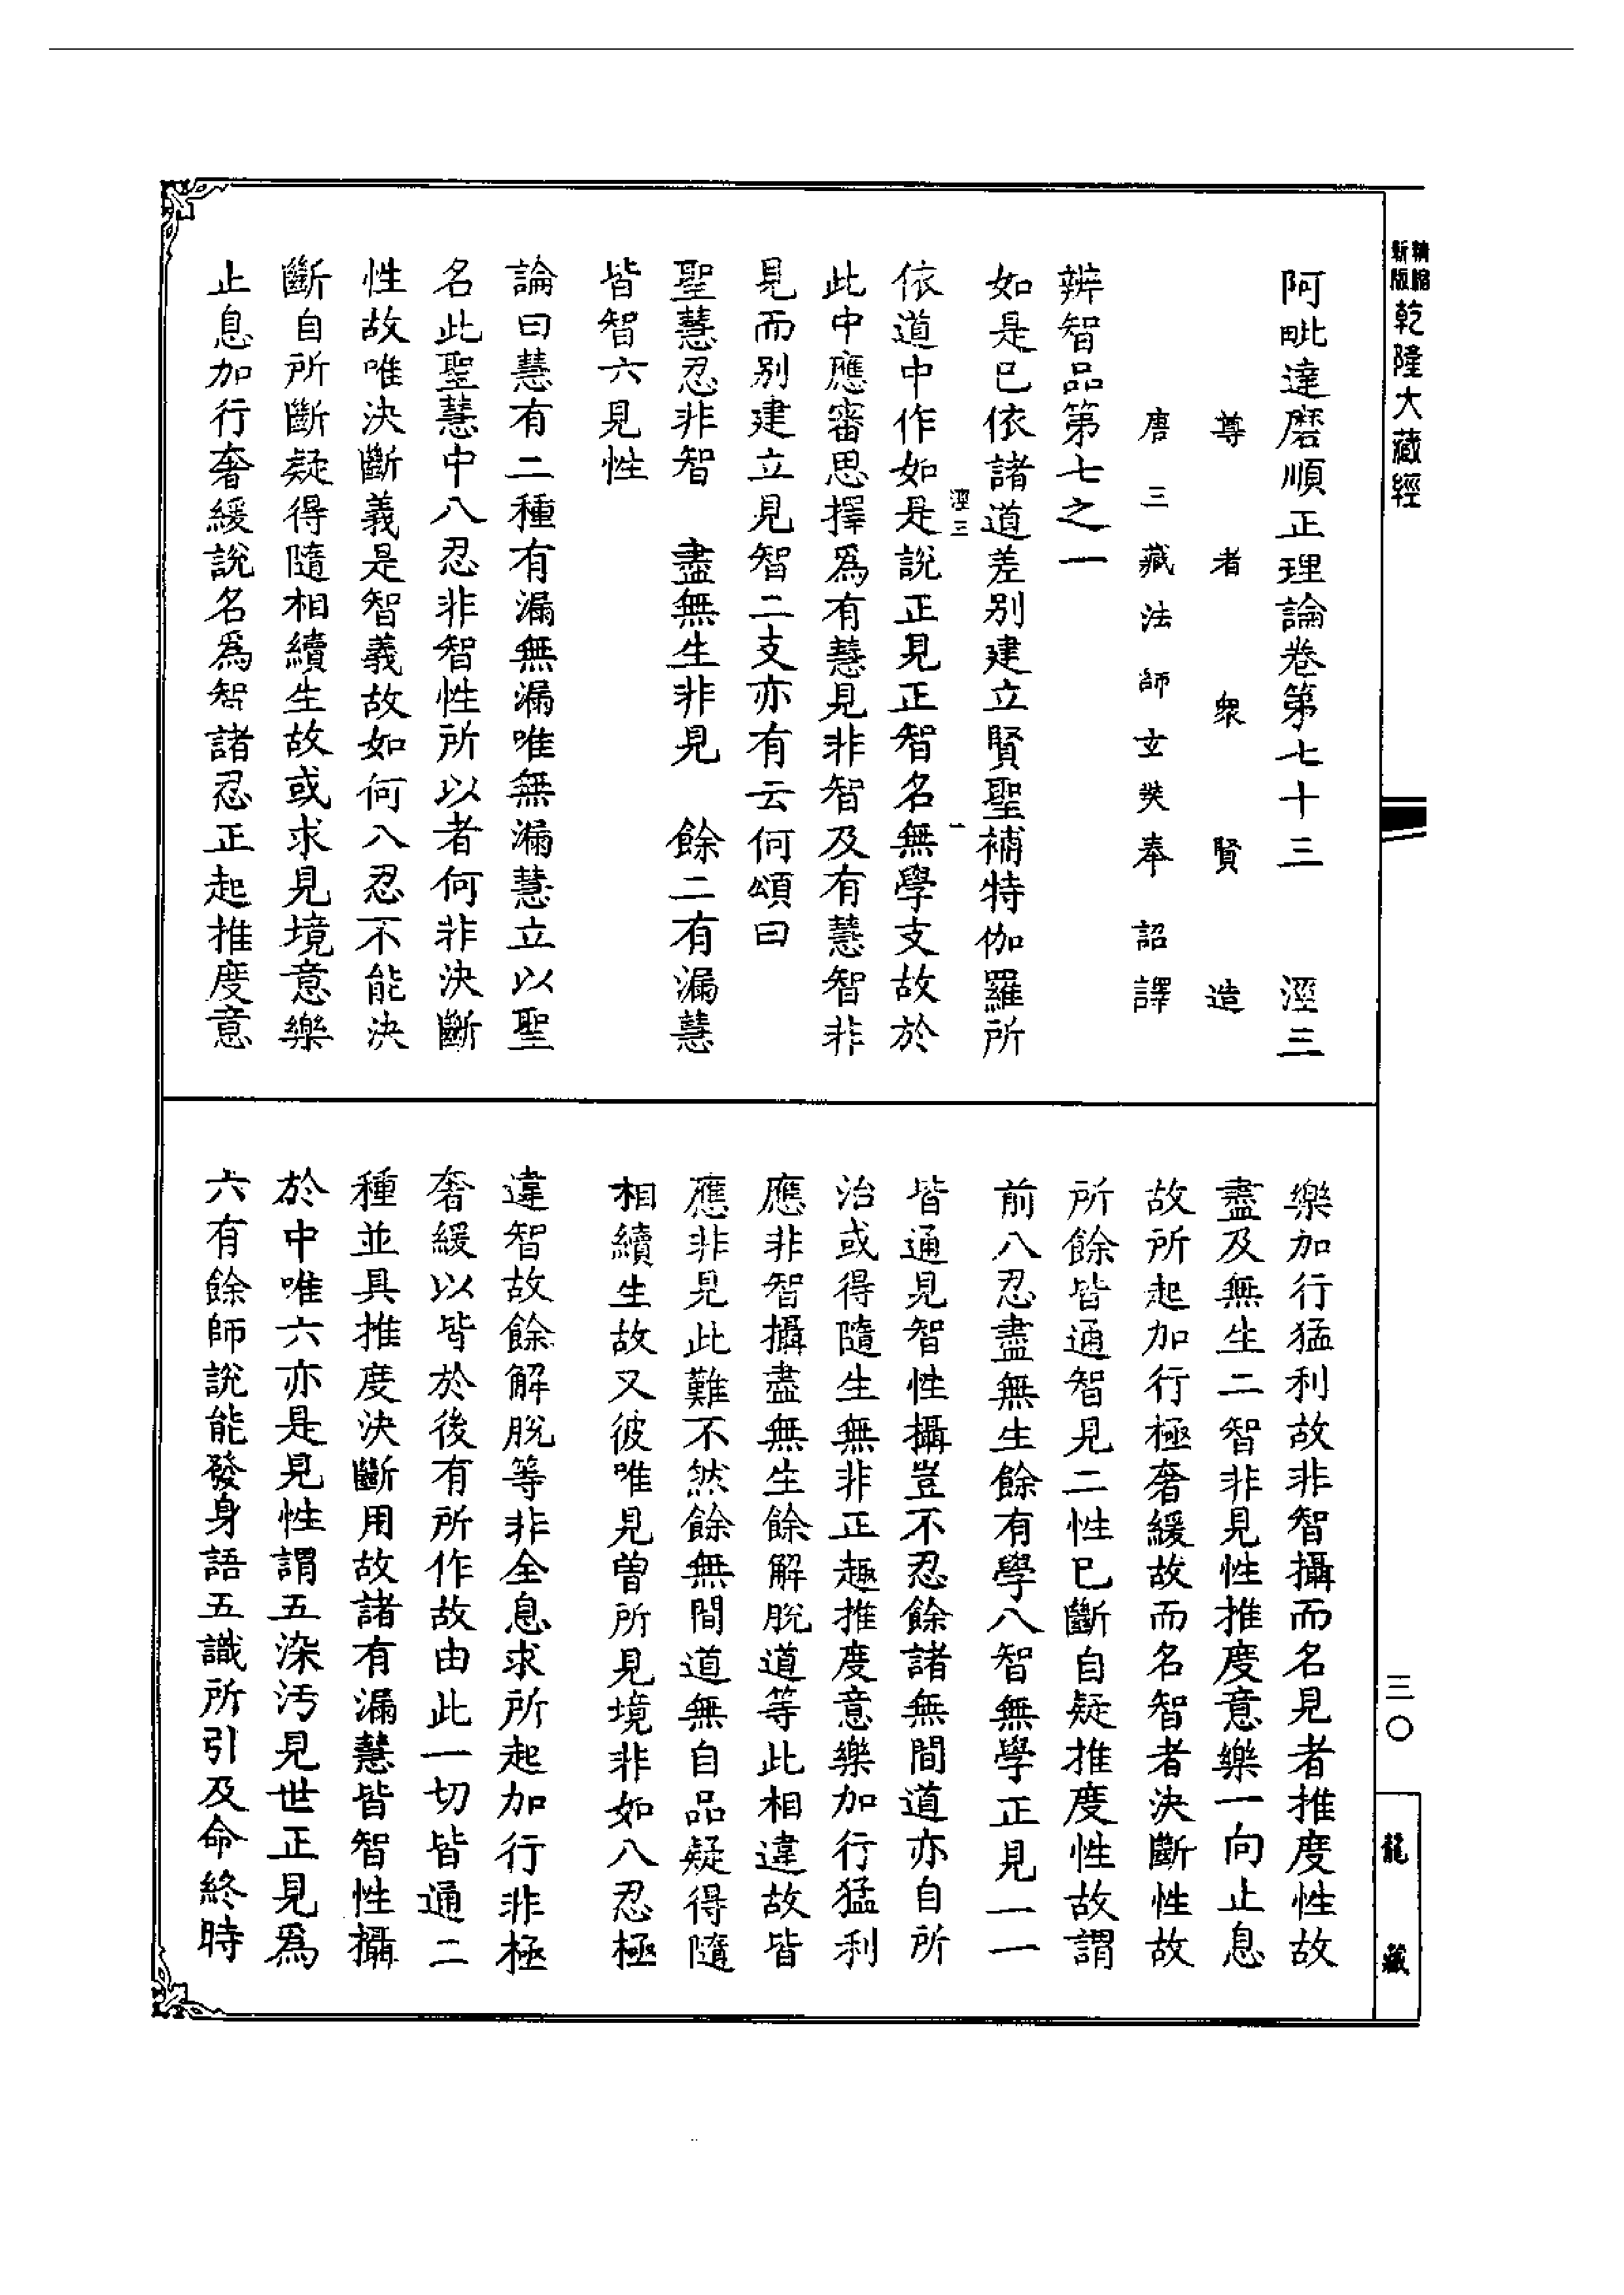 精縮新版乾隆大藏經
阿毗達磨順正理論卷第七十三　涇三
尊者衆賢造
唐三藏法師玄奘奉詔譯
辨智品第七之一
如是已依諸道差別建立賢聖補特伽羅所
涇三　一
依道中作如是說正見正智名無學支故於
此中應審思擇爲有慧見非智及有慧智非
見而別建立見智二支亦有云何頌曰
聖慧忍非智　盡無生非見　餘二有漏慧
皆智六見性
論曰慧有二種有漏無漏唯無漏慧立以聖
名此聖慧中八忍非智性所以者何非決斷
性故唯決斷義是智義故如何八忍不能決
斷自所斷疑得隨相續生故或求見境意樂
止息加行奢緩說名爲智諸忍正起推度意
樂加行猛利故非智攝而名見者推度性故
盡及無生二智非見性推度意樂一向止息
故所起加行極奢緩故而名智者決斷性故
所餘皆通智見二性已斷自疑推度性故謂
前八忍盡無生餘有學八智無學正見一一
皆通見智性攝豈不忍餘諸無間道亦自所
治或得隨生無非正趣推度意樂加行猛利
應非智攝盡無生餘解脫道等此相違故皆
應非見此難不然餘無間道無自品疑得隨
相續生故又彼唯見曽所見境非如八忍極
違智故餘解脫等非全息求所起加行非極
奢緩以皆於後有所作故由此一切皆通二
種並具推度決斷用故諸有漏慧皆智性攝
於中唯六亦是見性謂五染汚見世正見爲
六有餘師說能發身語五識所引及命終時
三〇
龍藏